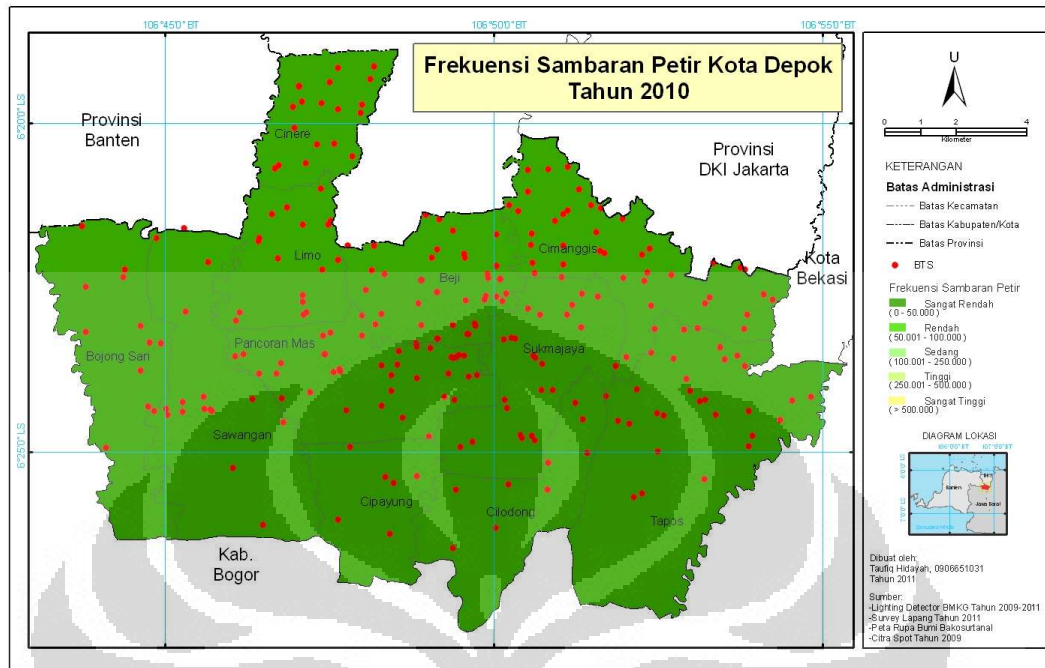 106°45'0" BT
106°50'0" BT
106°55'0" BT
Frekuensi Sambaran Petir Kota Depok
Tahun 2010
6°20'0" LS
6°25'0" LS
Provinsi
Banten
Provinsi
DKI Jakarta
Kota
Bekasi
Kab.
Bogor
Cinere
Limo
Beji
Cimanggis
Bojong Sari
Pancoran Mas
Sukmajaya
Sawangan
Cipayung
Cilodong
Tapos
U
0 1 2 4
Kilometer
KETERANGAN
Batas Administrasi
Batas Kecamatan
Batas Kabupaten/Kota
Batas Provinsi
BTS
Frekuensi Sambaran Petir
Sangat Rendah
(0 - 50.000)
Rendah
(50.001 - 100.000)
Sedang
(100.001 - 250.000)
Tinggi
(250.001 - 500.000)
Sangat Tinggi
(> 500.000)
DIAGRAM LOKASI
Banten
Jawa Barat
Dibuat oleh:
Taufiq Hidayah, 0906651031
Tahun 2011
Sumber:
-Lighting Detector BMKG Tahun 2009-2011
-Survey Lapang Tahun 2011
-Peta Rupa Bumi Bakosurtanal
-Citra Spot Tahun 2009